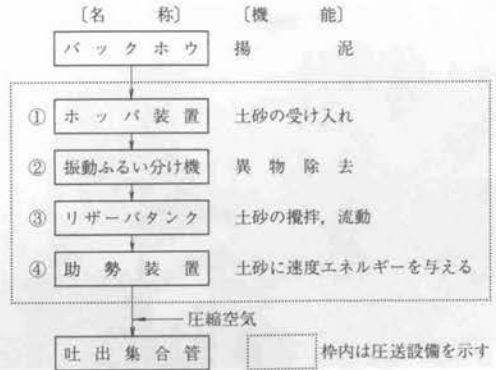 〔名　　称〕　〔機　　能〕
バックホウ　揚　　泥
① ホッパ装置　土砂の受け入れ
② 振動ふるい分け機　異物除去
③ リザーバタンク　土砂の攪拌，流動
④ 助勢装置　土砂に速度エネルギーを与える
圧縮空気
吐出集合管　枠内は圧送設備を示す